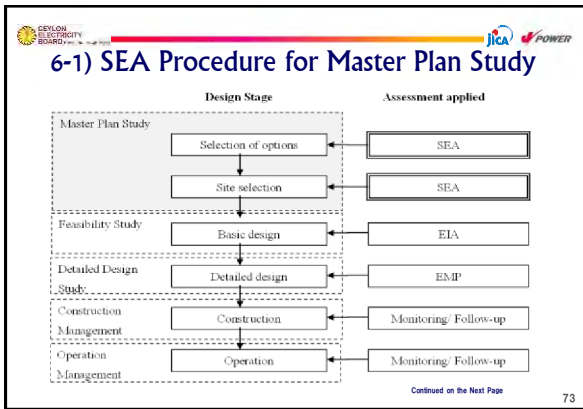 CEYLON
ELECTRICITY
BOARD
jica
POWER
6-1) SEA Procedure for Master Plan Study
Design Stage Assessment applied
Master Plan Study
Selection of options SEA
Site selection SEA
Feasibility Study
Basic design EIA
Detailed Design
Study
Detailed design EMP
Construction
Management
Construction Monitoring/ Follow-up
Operation
Management
Operation Monitoring/ Follow-up
Continued on the Next Page
73